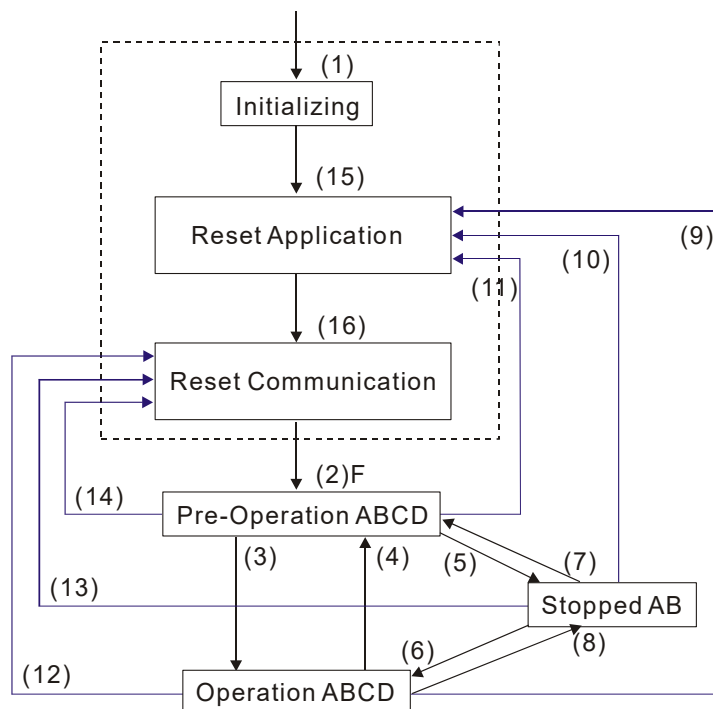 (1)
Initializing
(15)
Reset Application
(9)
(10)
(11)
(16)
Reset Communication
(2)F
(14)
Pre-Operation ABCD
(3)
(4)
(5)
(7)
(13)
Stopped AB
(6)
(8)
(12)
Operation ABCD